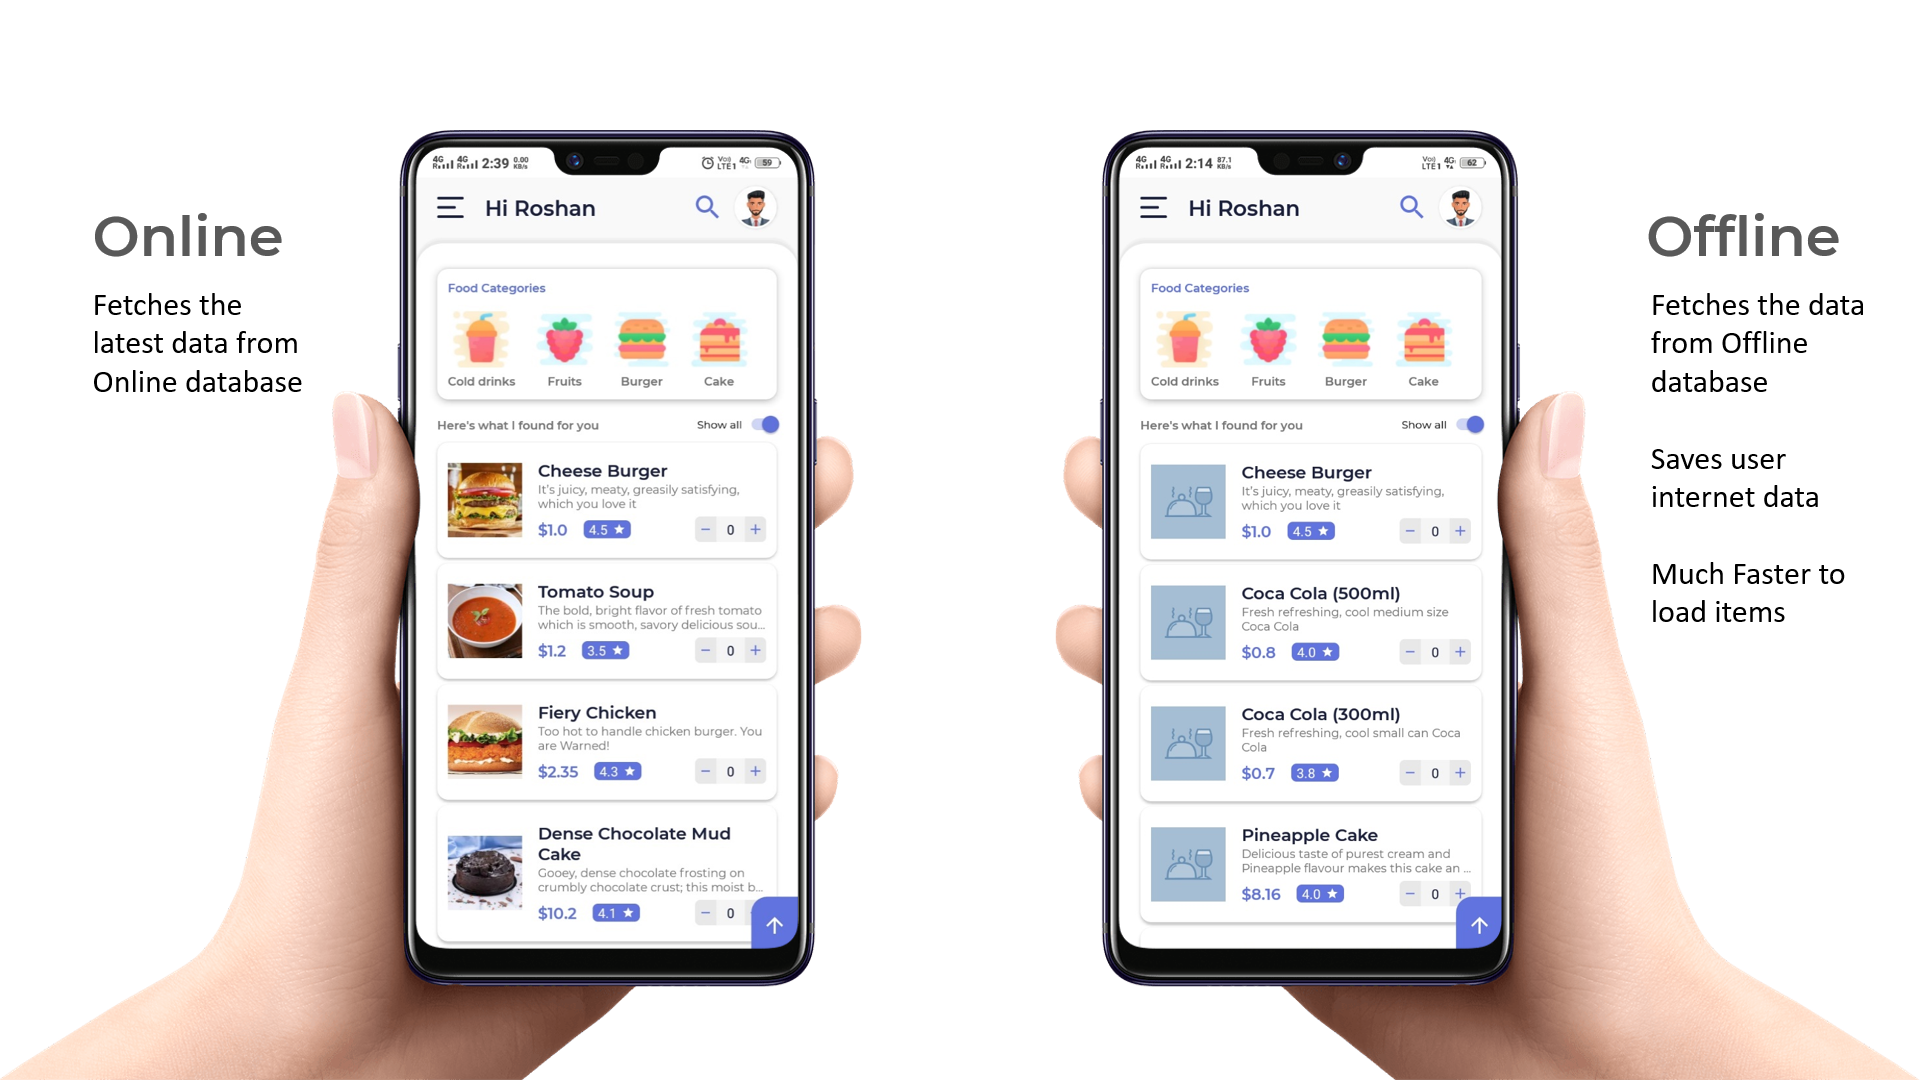 Online
Fetches the
latest data from
Online database
4G 4G 2:39 0.00 KB/s
Vo) LTE1 4G 59
Hi Roshan
Food Categories
Cold drinks Fruits Burger Cake
Here's what I found for you Show all
Cheese Burger
It's juicy, meaty, greasily satisfying,
which you love it
$1.0 4.5 ★ − 0 +
Tomato Soup
The bold, bright flavor of fresh tomato
which is smooth, savory delicious sou...
$1.2 3.5 ★ − 0 +
Fiery Chicken
Too hot to handle chicken burger. You
are Warned!
$2.35 4.3 ★ − 0 +
Dense Chocolate Mud
Cake
Gooey, dense chocolate frosting on
crumbly chocolate crust; this moist b...
$10.2 4.1 ★ − 0
4G 4G 2:14 87.1 KB/s
Vo) LTE1 4G 62
Hi Roshan
Food Categories
Cold drinks Fruits Burger Cake
Here's what I found for you Show all
Cheese Burger
It's juicy, meaty, greasily satisfying,
which you love it
$1.0 4.5 ★ − 0 +
Coca Cola (500ml)
Fresh refreshing, cool medium size
Coca Cola
$0.8 4.0 ★ − 0 +
Coca Cola (300ml)
Fresh refreshing, cool small can Coca
Cola
$0.7 3.8 ★ − 0 +
Pineapple Cake
Delicious taste of purest cream and
Pineapple flavour makes this cake an ...
$8.16 4.0 ★ − 0 +
Offline
Fetches the data
from Offline
database
Saves user
internet data
Much Faster to
load items